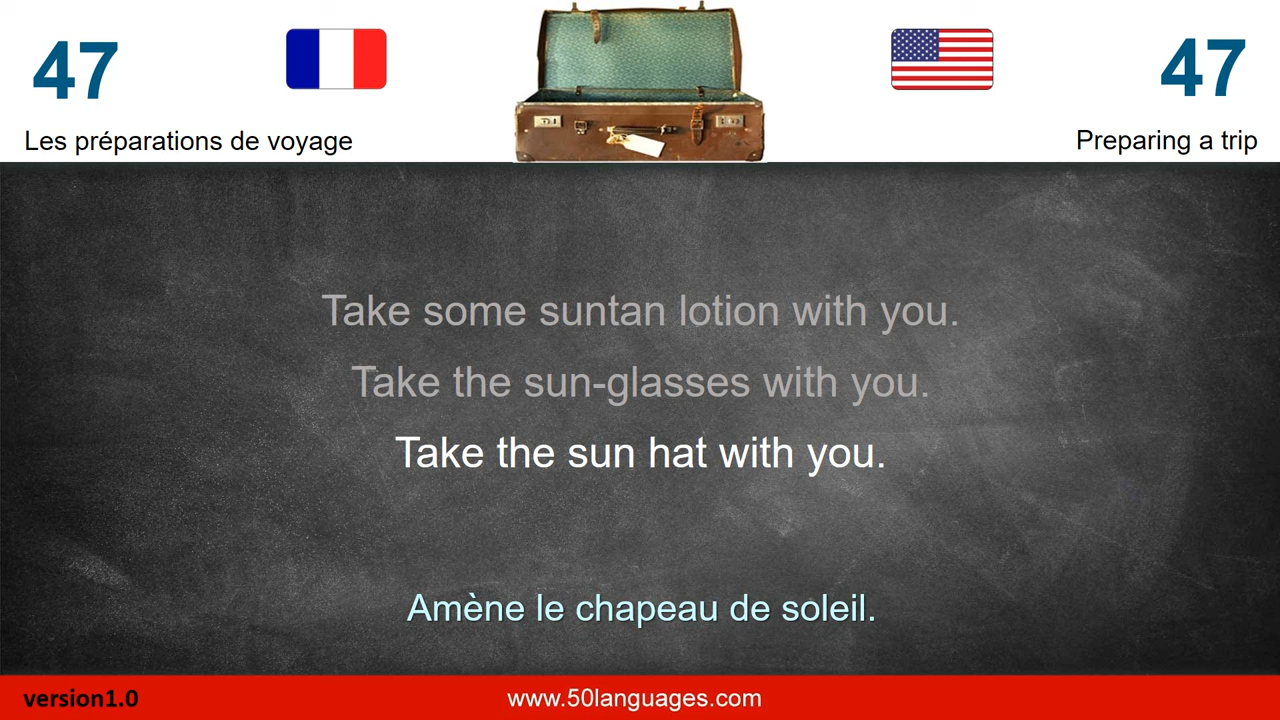 47
47
Les préparations de voyage
Preparing a trip
Take some suntan lotion with you.
Take the sun-glasses with you.
Take the sun hat with you.
Amène le chapeau de soleil.
version1.0
www.50languages.com